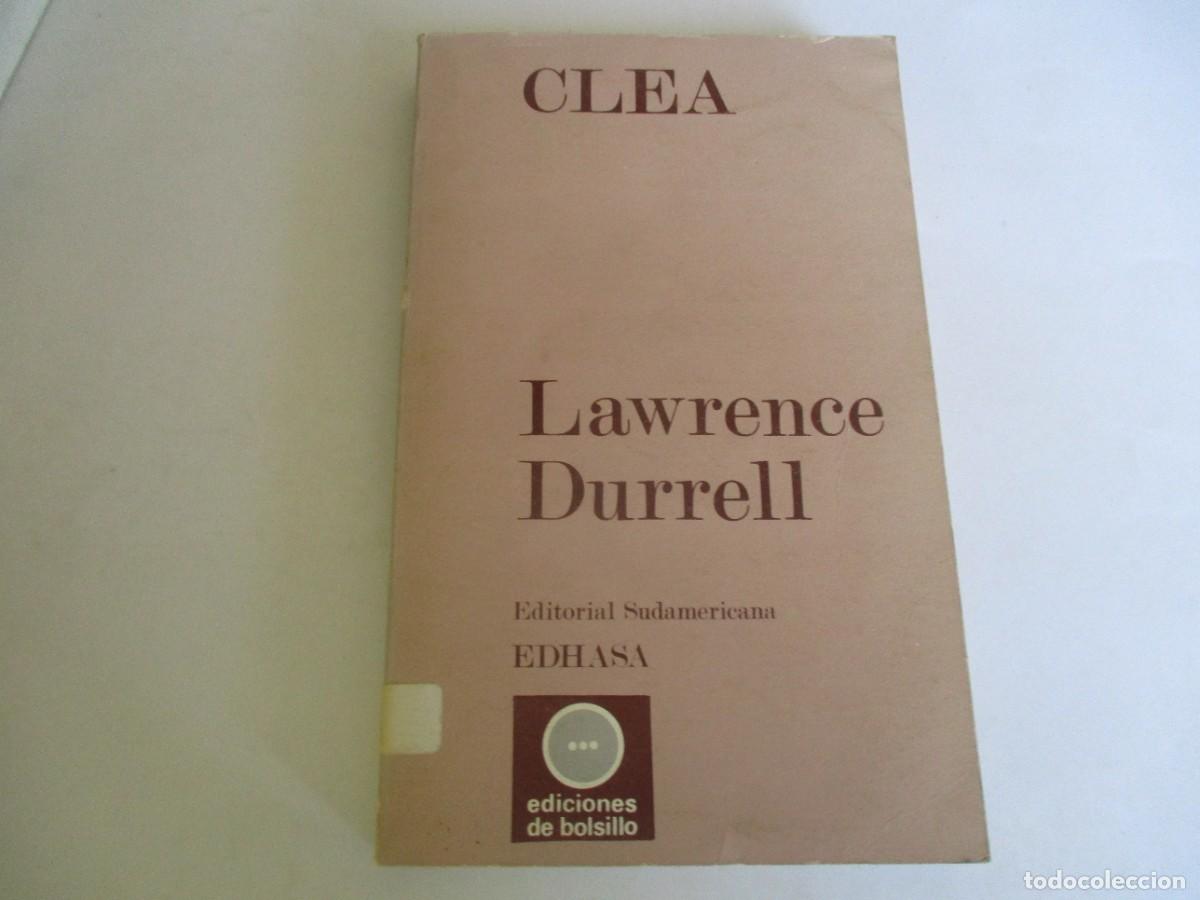 CLEA
Lawrence
Durrell
Editorial Sudamericana
EDHASA
ediciones
de bolsillo
todocoleccion